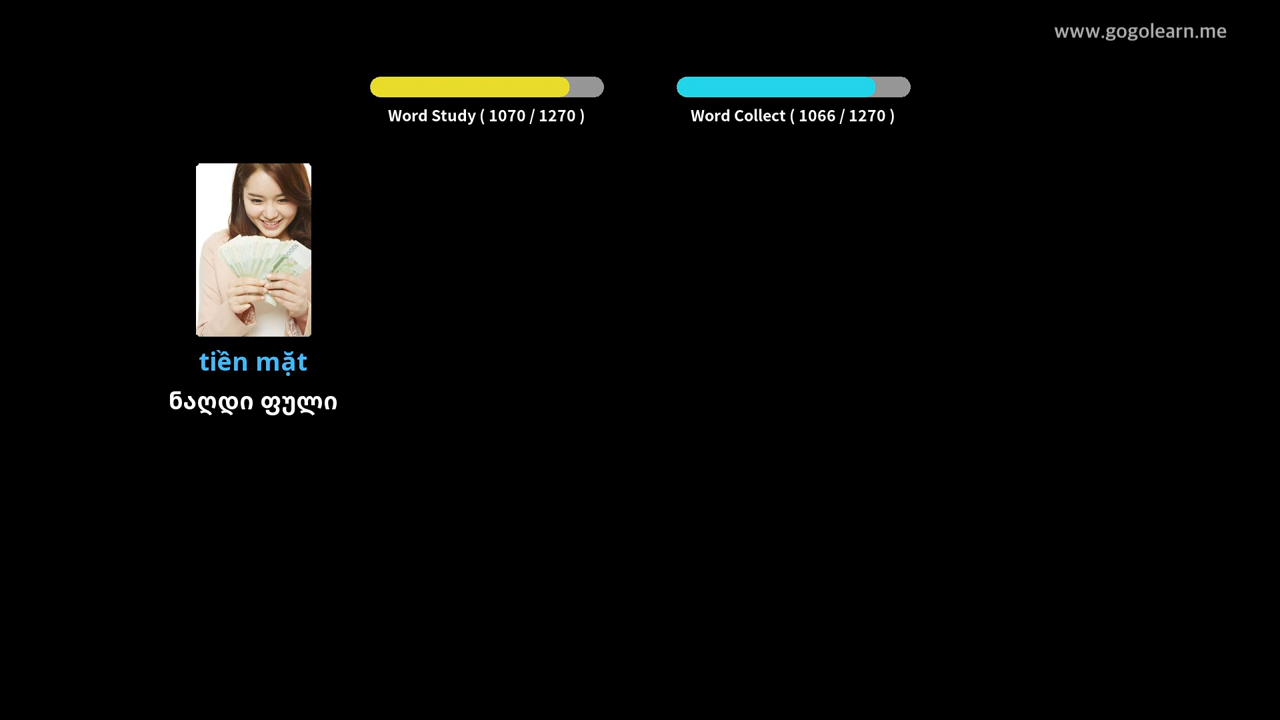 www.gogolearn.me
Word Study ( 1070 / 1270 )
Word Collect ( 1066 / 1270 )
tiền mặt
ნაღდი ფული